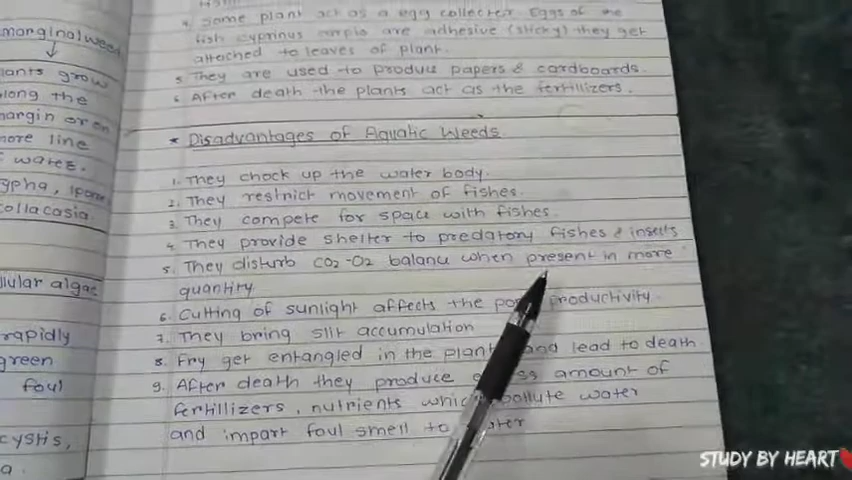 marginal weed
↓
plants grow
along the
margin or on
shore line
of water.
Typha, Ipom
collacasia.
llular algae
rapidly
green
foul
cystis,
a.
4. Some plant act as a egg collecter Eggs of the
fish cyprinus carpio are adhesive (sticky) they get
attached to leaves of plant.
5. They are used to produce papers & cardboards.
6. After death the plants act as the fertillizers.
* Disadvantages of Aquatic Weeds
1. They chock up the water body.
2. They restrict movement of fishes.
3. They compete for space with fishes.
4. They provide shelter to predatory fishes & insects
5. They disturb CO2-O2 balance when present in more
quantity.
6. Cutting of sunlight affects the productivity.
7. They bring silt accumulation
8. Fry get entangled in the plant and lead to death
9. After death they produce amount of
fertillizers, nutrients which pollute water
and impart foul smell to
STUDY BY HEART